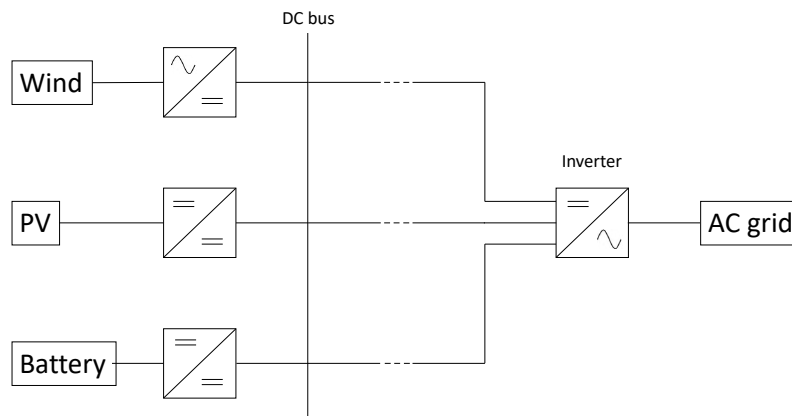 DC bus
Wind
Inverter
PV
AC grid
Battery